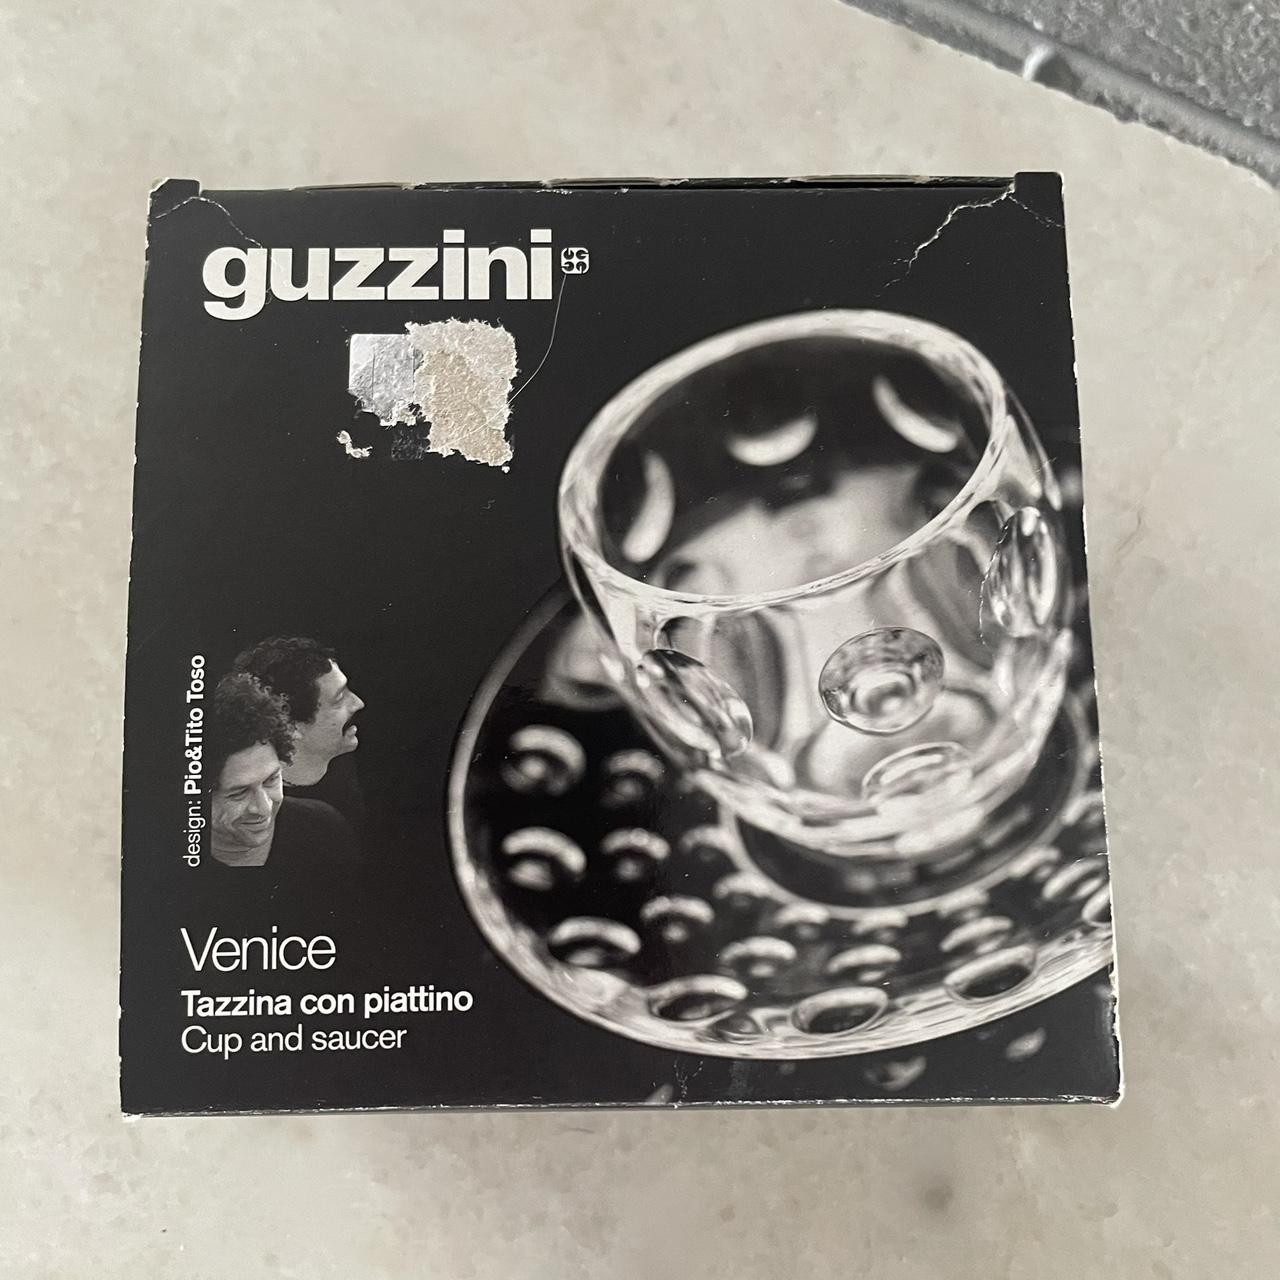 guzzini
design: Pio&Tito Toso
Venice
Tazzina con piattino
Cup and saucer